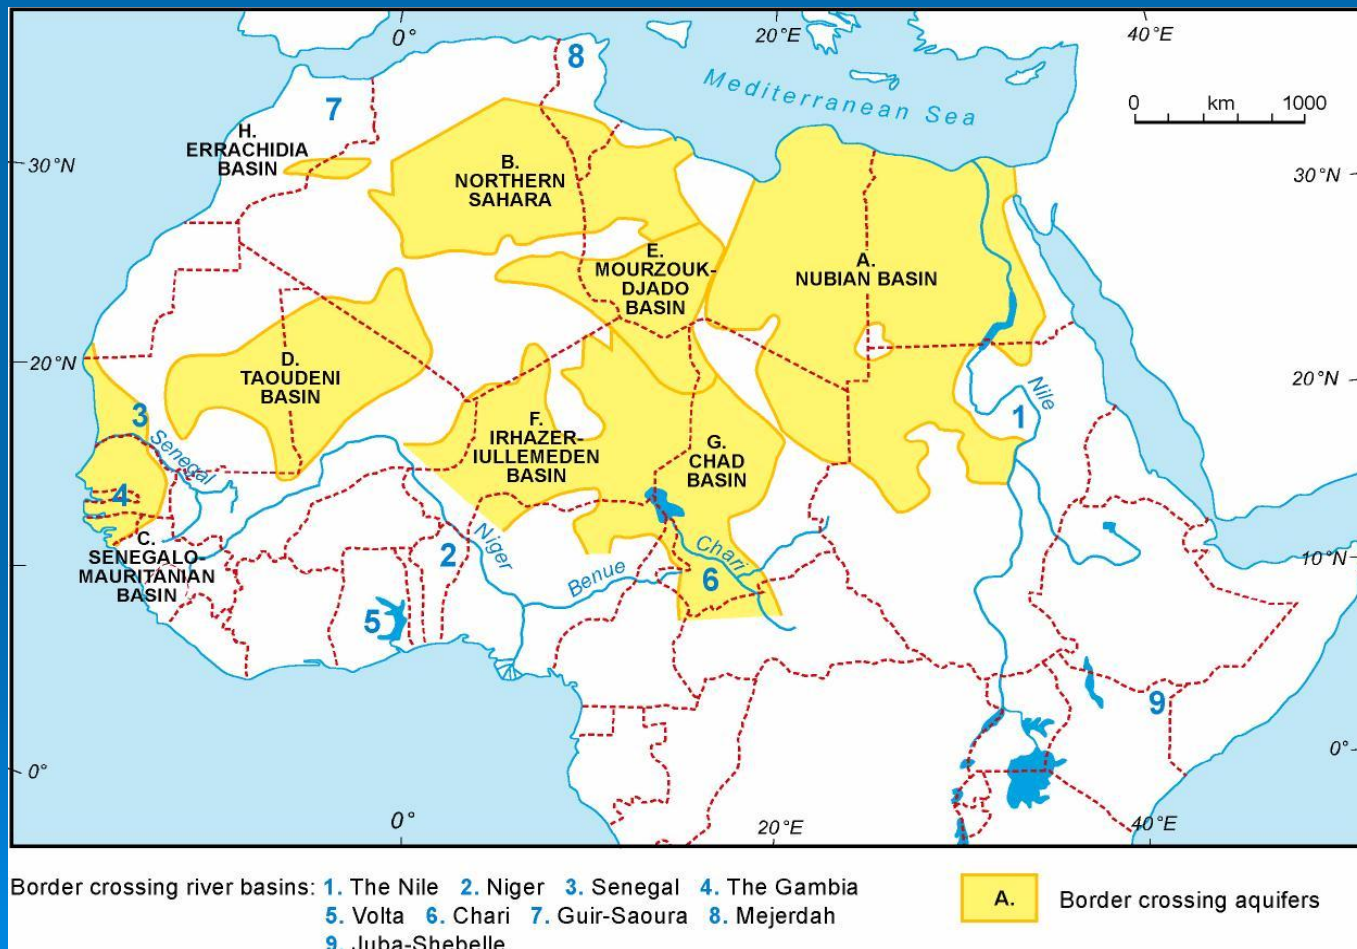 0°
20°E
40°E
8
Mediterranean Sea
0 km 1000
7
H.
ERRACHIDIA
BASIN
30°N
30°N
B.
NORTHERN
SAHARA
E.
MOURZOUK-
DJADO
BASIN
A.
NUBIAN BASIN
20°N
20°N
D.
TAOUDENI
BASIN
Nile
1
3
Senegal
F.
IRHAZER-
IULLEMEDEN
BASIN
G.
CHAD
BASIN
4
C.
SENEGALO-
MAURITANIAN
BASIN
2
Niger
Benue
Chari
6
10°N
5
9
0°
0°
0°
20°E
40°E
Border crossing river basins: 1. The Nile 2. Niger 3. Senegal 4. The Gambia
5. Volta 6. Chari 7. Guir-Saoura 8. Mejerdah
9. Juba-Shebelle
A. Border crossing aquifers